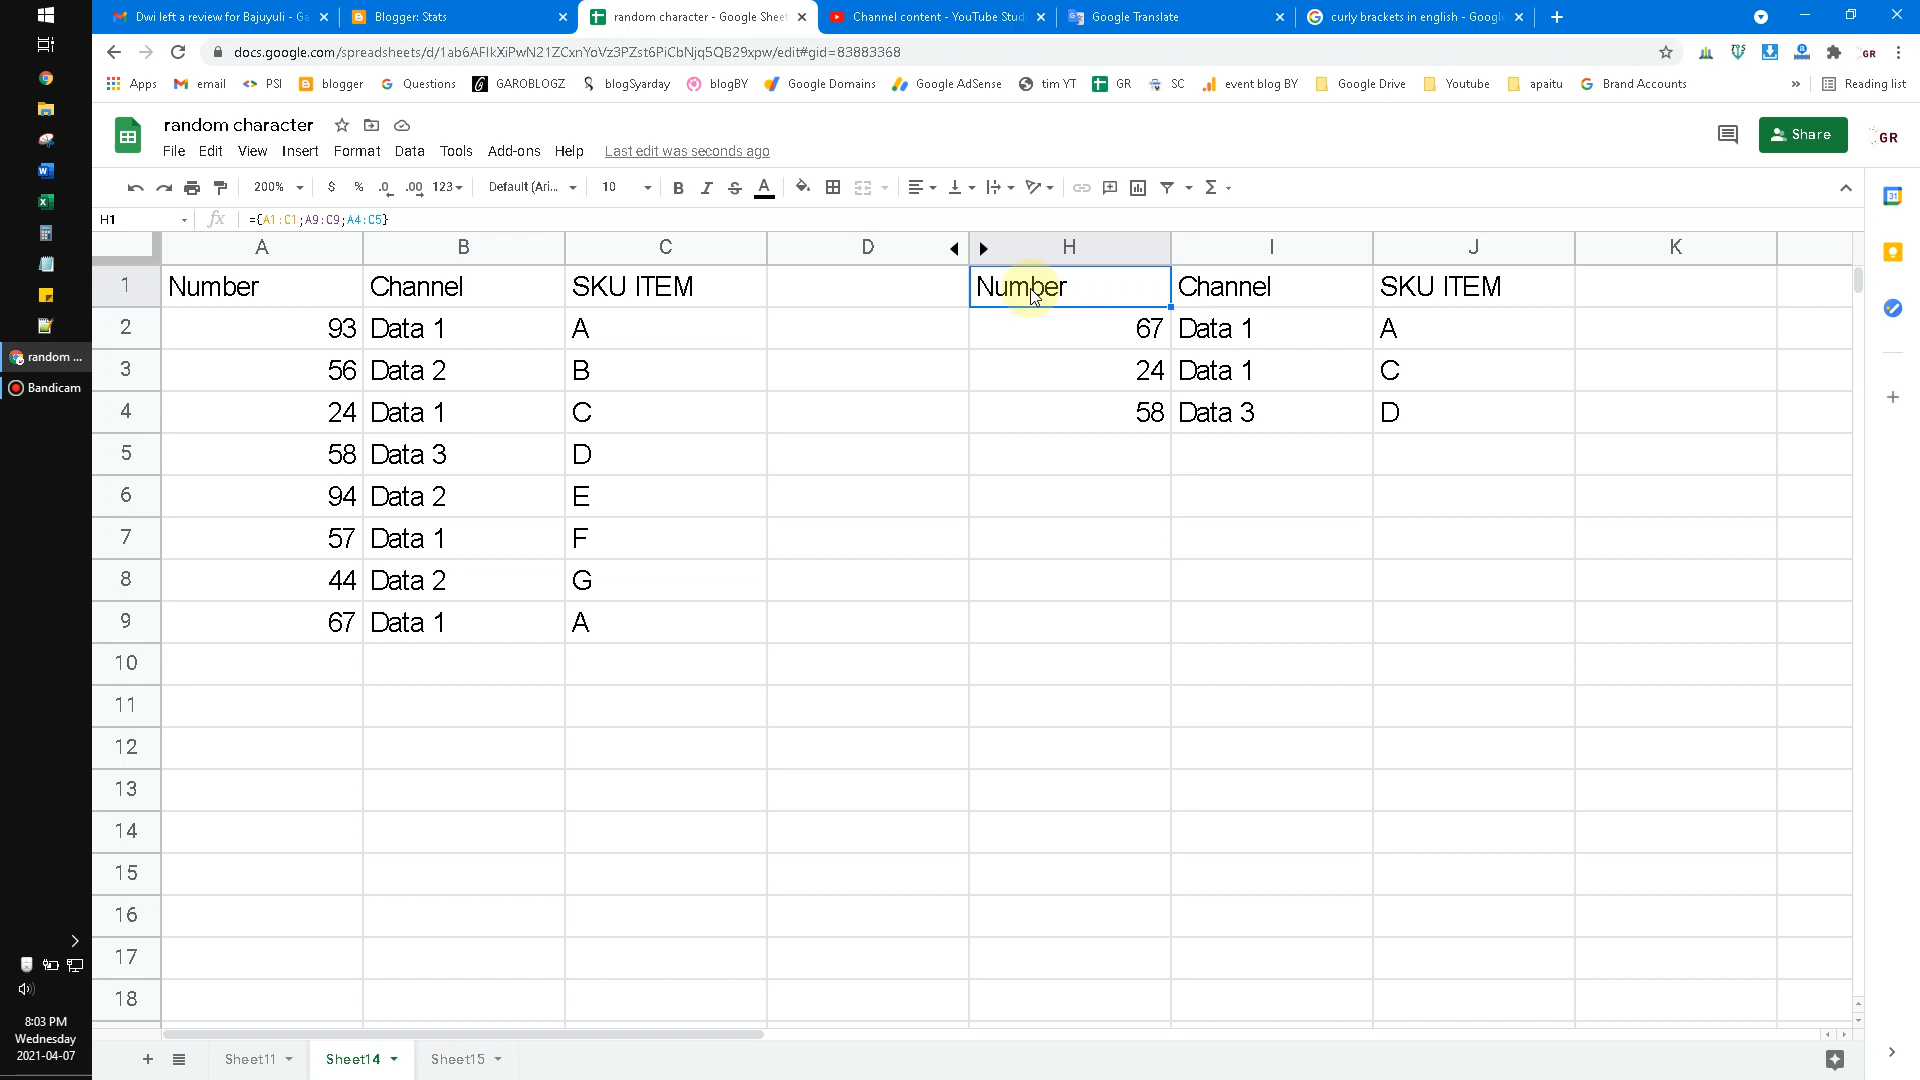 Dwi left a review for Bajuyuli - G
Blogger: Stats
random character - Google Sheet
Channel content - YouTube Stud
Google Translate
curly brackets in english - Googl
docs.google.com/spreadsheets/d/1ab6AFlkXiPwN21ZCxnYoVz3PZst6PiCbNjq5QB29xpw/edit#gid=83883368
Apps email PSI blogger Questions GAROBLOGZ blogSyarday blogBY Google Domains Google AdSense tim YT GR SC event blog BY Google Drive Youtube apaitu Brand Accounts » Reading list
random character
File Edit View Insert Format Data Tools Add-ons Help Last edit was seconds ago
Share
GR
200% $ % .0 .00 123 Default (Ari... 10 B I S A Σ
H1 fx ={A1:C1;A9:C9;A4:C5}
A B C D H I J K
1 Number Channel SKU ITEM Number Channel SKU ITEM
2 93 Data 1 A 67 Data 1 A
3 56 Data 2 B 24 Data 1 C
4 24 Data 1 C 58 Data 3 D
5 58 Data 3 D
6 94 Data 2 E
7 57 Data 1 F
8 44 Data 2 G
9 67 Data 1 A
10
11
12
13
14
15
16
17
18
Sheet11 Sheet14 Sheet15
random ...
Bandicam
8:03 PM
Wednesday
2021-04-07